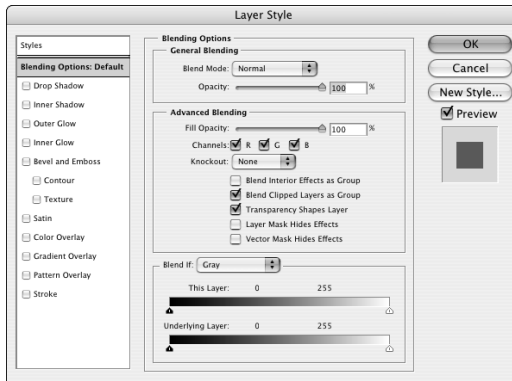 Layer Style
Styles
Blending Options: Default
Drop Shadow
Inner Shadow
Outer Glow
Inner Glow
Bevel and Emboss
Contour
Texture
Satin
Color Overlay
Gradient Overlay
Pattern Overlay
Stroke
Blending Options
General Blending
Blend Mode: Normal
Opacity: 100 %
Advanced Blending
Fill Opacity: 100 %
Channels: R G B
Knockout: None
Blend Interior Effects as Group
Blend Clipped Layers as Group
Transparency Shapes Layer
Layer Mask Hides Effects
Vector Mask Hides Effects
Blend If: Gray
This Layer: 0 255
Underlying Layer: 0 255
OK
Cancel
New Style...
Preview